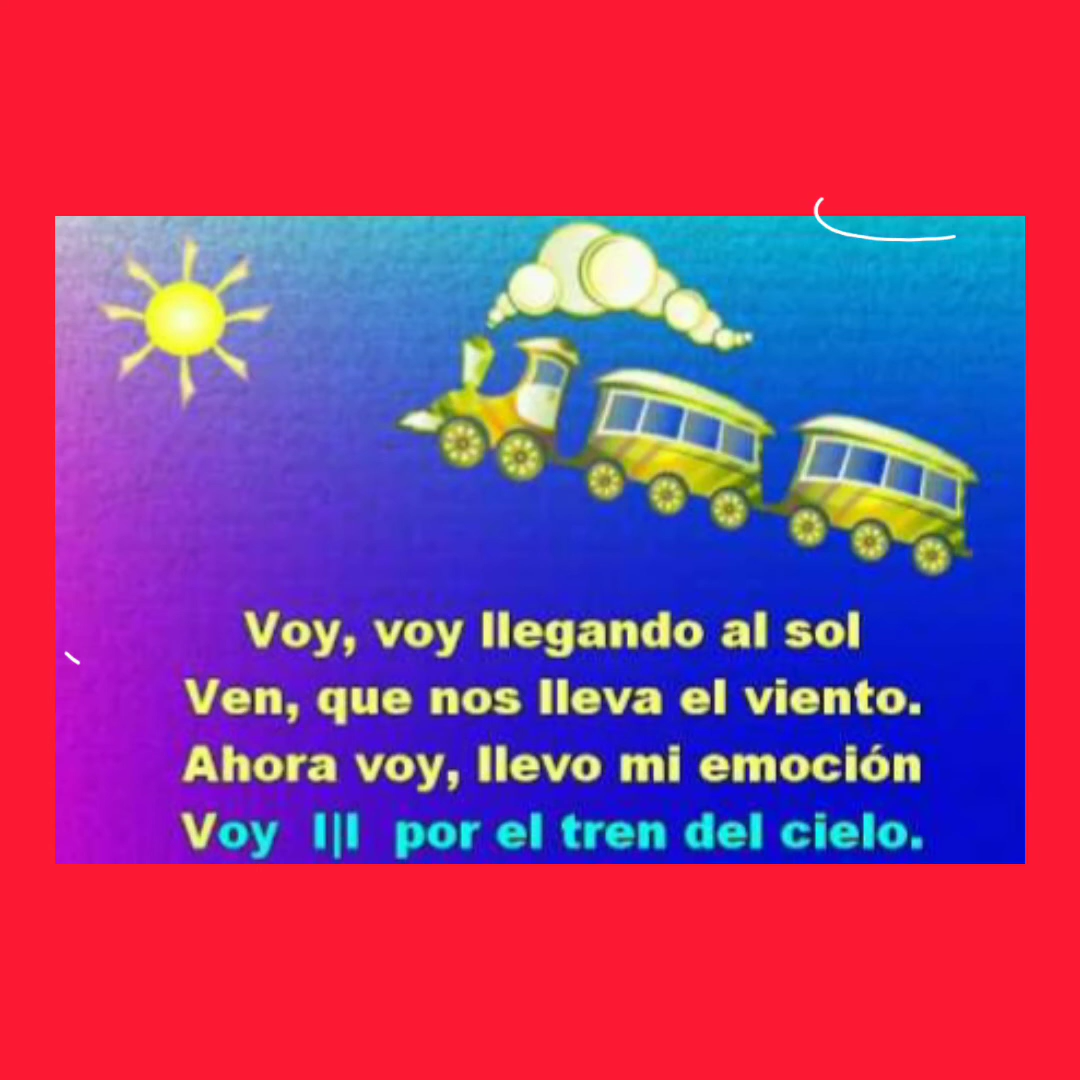 Voy, voy llegando al sol
Ven, que nos lleva el viento.
Ahora voy, llevo mi emoción
Voy l|l por el tren del cielo.